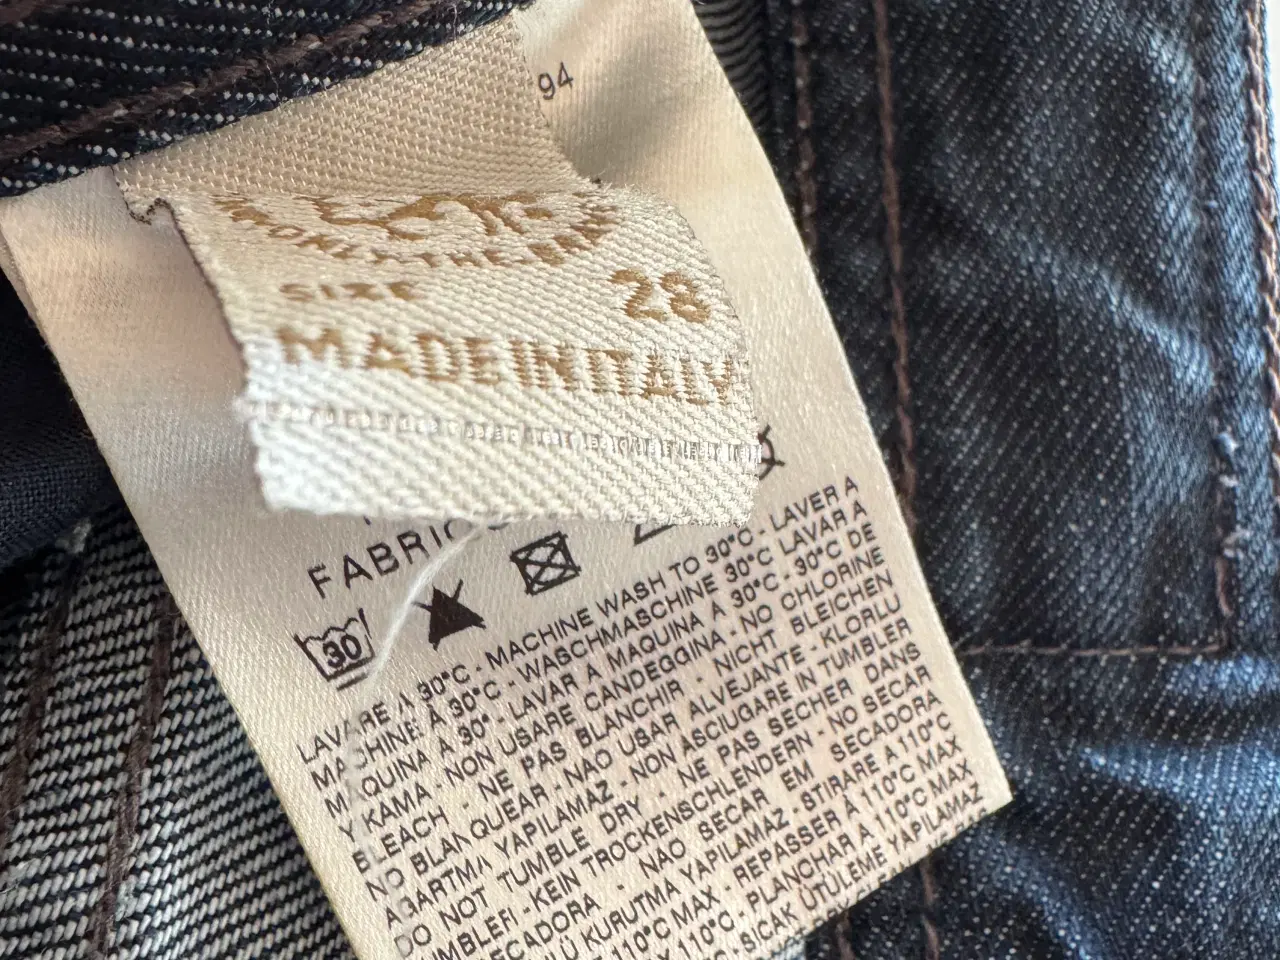 94
ONLY THE BRAVE
SIZE 28
MADE IN ITALY
FABRIC
30
LAVARE A 30°C - MACHINE WASH TO 30°C - LAVER A
MACHINE: A 30°C - WASCHMASCHINE 30°C LAVAR A
MAQUINA A 30° - LAVAR A MAQUINA A 30°C - 30°C DE
Y KAMA - NON USARE CANDEGGINA - NO CHLORINE
BLEACH - NE PAS BLANCHIR - NICHT BLEICHEN
NO BLANQUEAR - NAO USAR ALVEJANTE - KLORLU
AGARTMA YAPILAMAZ - NON ASCIUGARE IN TUMBLER
DO NOT TUMBLE DRY - NE PAS SECHER DANS
TUMBLER - KEIN TROCKENSCHLENDERN - NO SECAR
SECADORA - NAO SECAR EM SECADORA
KURUTMA YAPILAMAZ - STIRARE A 110°C
110°C MAX - REPASSER À 110°C MAX
110°C - PLANCHAR A 110°C MAX
°C - SICAK ÜTÜLEME YAPILAMAZ